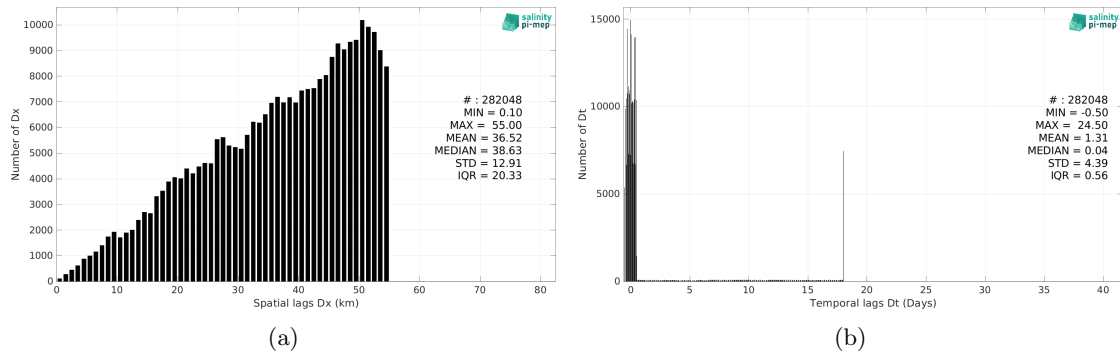 10000
9000
8000
7000
6000
5000
4000
3000
2000
1000
0
Number of Dx
0 10 20 30 40 50 60 70 80
Spatial lags Dx (km)
salinity
pi-mep
# : 282048
MIN = 0.10
MAX = 55.00
MEAN = 36.52
MEDIAN = 38.63
STD = 12.91
IQR = 20.33
(a)
15000
10000
5000
0
Number of Dt
0 5 10 15 20 25 30 35 40
Temporal lags Dt (Days)
salinity
pi-mep
# : 282048
MIN = -0.50
MAX = 24.50
MEAN = 1.31
MEDIAN = 0.04
STD = 4.39
IQR = 0.56
(b)